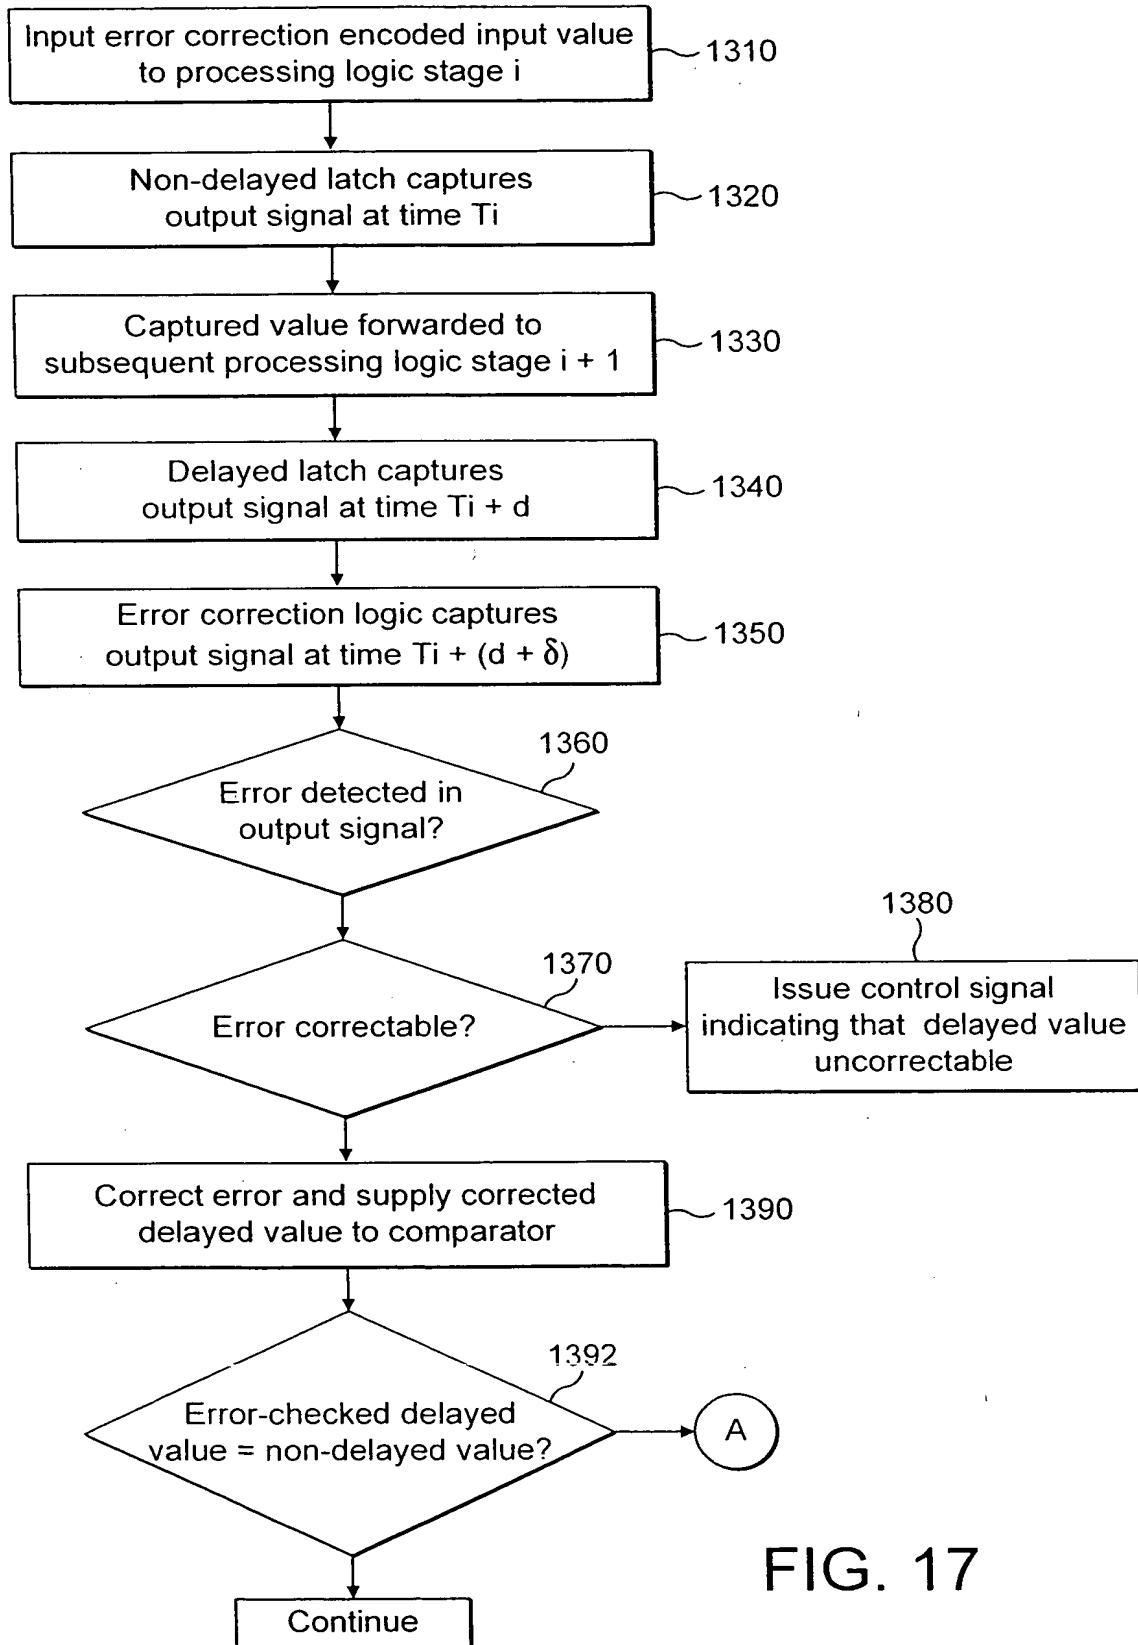 Input error correction encoded input value
to processing logic stage i
1310
Non-delayed latch captures
output signal at time Ti
1320
Captured value forwarded to
subsequent processing logic stage i + 1
1330
Delayed latch captures
output signal at time Ti + d
1340
Error correction logic captures
output signal at time Ti + (d + δ)
1350
1360
Error detected in
output signal?
1370
Error correctable?
1380
Issue control signal
indicating that delayed value
uncorrectable
Correct error and supply corrected
delayed value to comparator
1390
1392
Error-checked delayed
value = non-delayed value?
A
Continue
FIG. 17